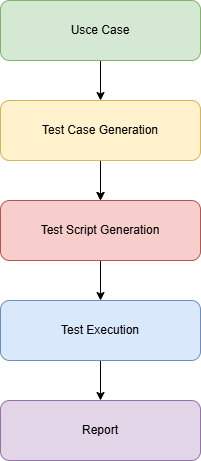 Usce Case
Test Case Generation
Test Script Generation
Test Execution
Report